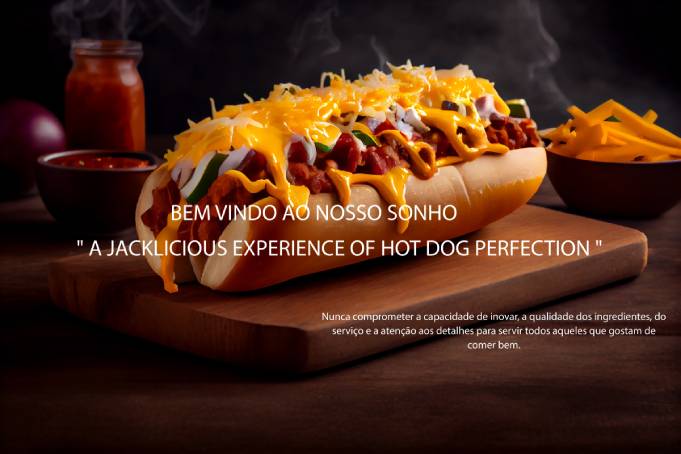 BEM VINDO AO NOSSO SONHO
" A JACKLICIOUS EXPERIENCE OF HOT DOG PERFECTION "
Nunca comprometer a capacidade de inovar, a qualidade dos ingredientes, do
serviço e a atenção aos detalhes para servir todos aqueles que gostam de
comer bem.